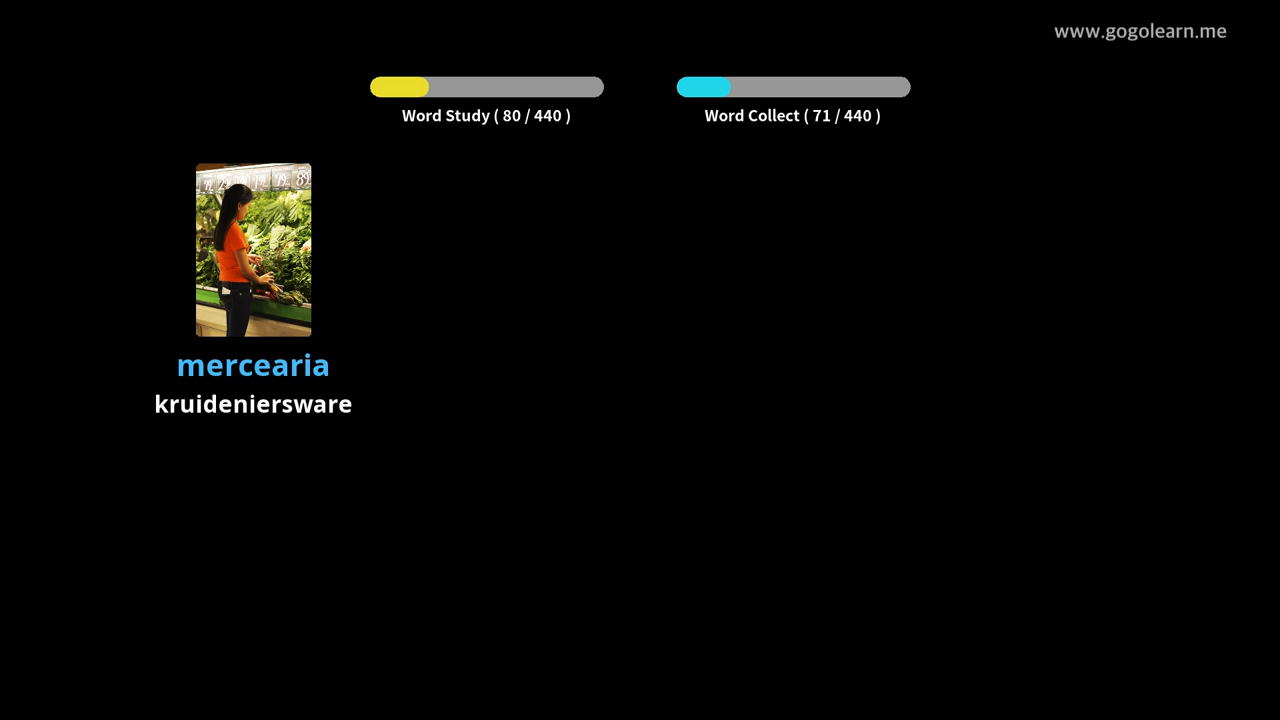 www.gogolearn.me
Word Study ( 80 / 440 )
Word Collect ( 71 / 440 )
mercearia
kruideniersware